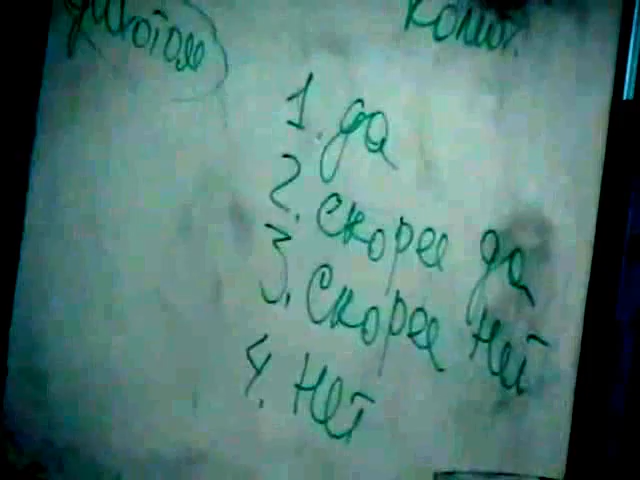 1. да
2. скорее да
3. Скорее нет
4. нет